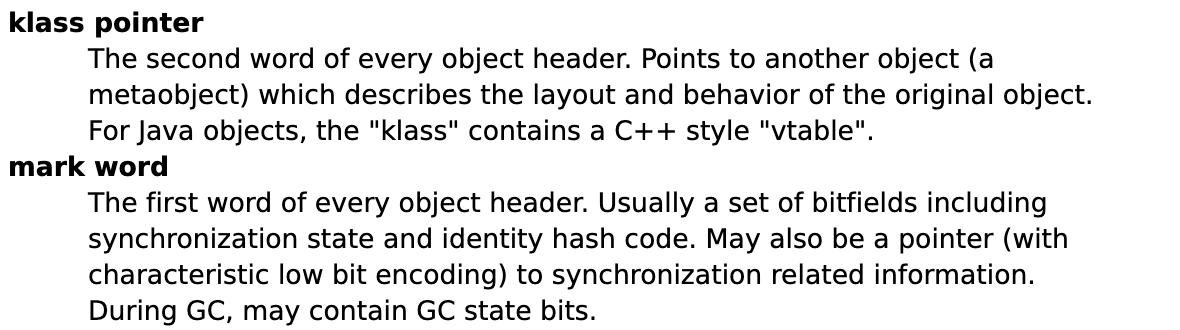 klass pointer
The second word of every object header. Points to another object (a
metaobject) which describes the layout and behavior of the original object.
For Java objects, the "klass" contains a C++ style "vtable".
mark word
The first word of every object header. Usually a set of bitfields including
synchronization state and identity hash code. May also be a pointer (with
characteristic low bit encoding) to synchronization related information.
During GC, may contain GC state bits.